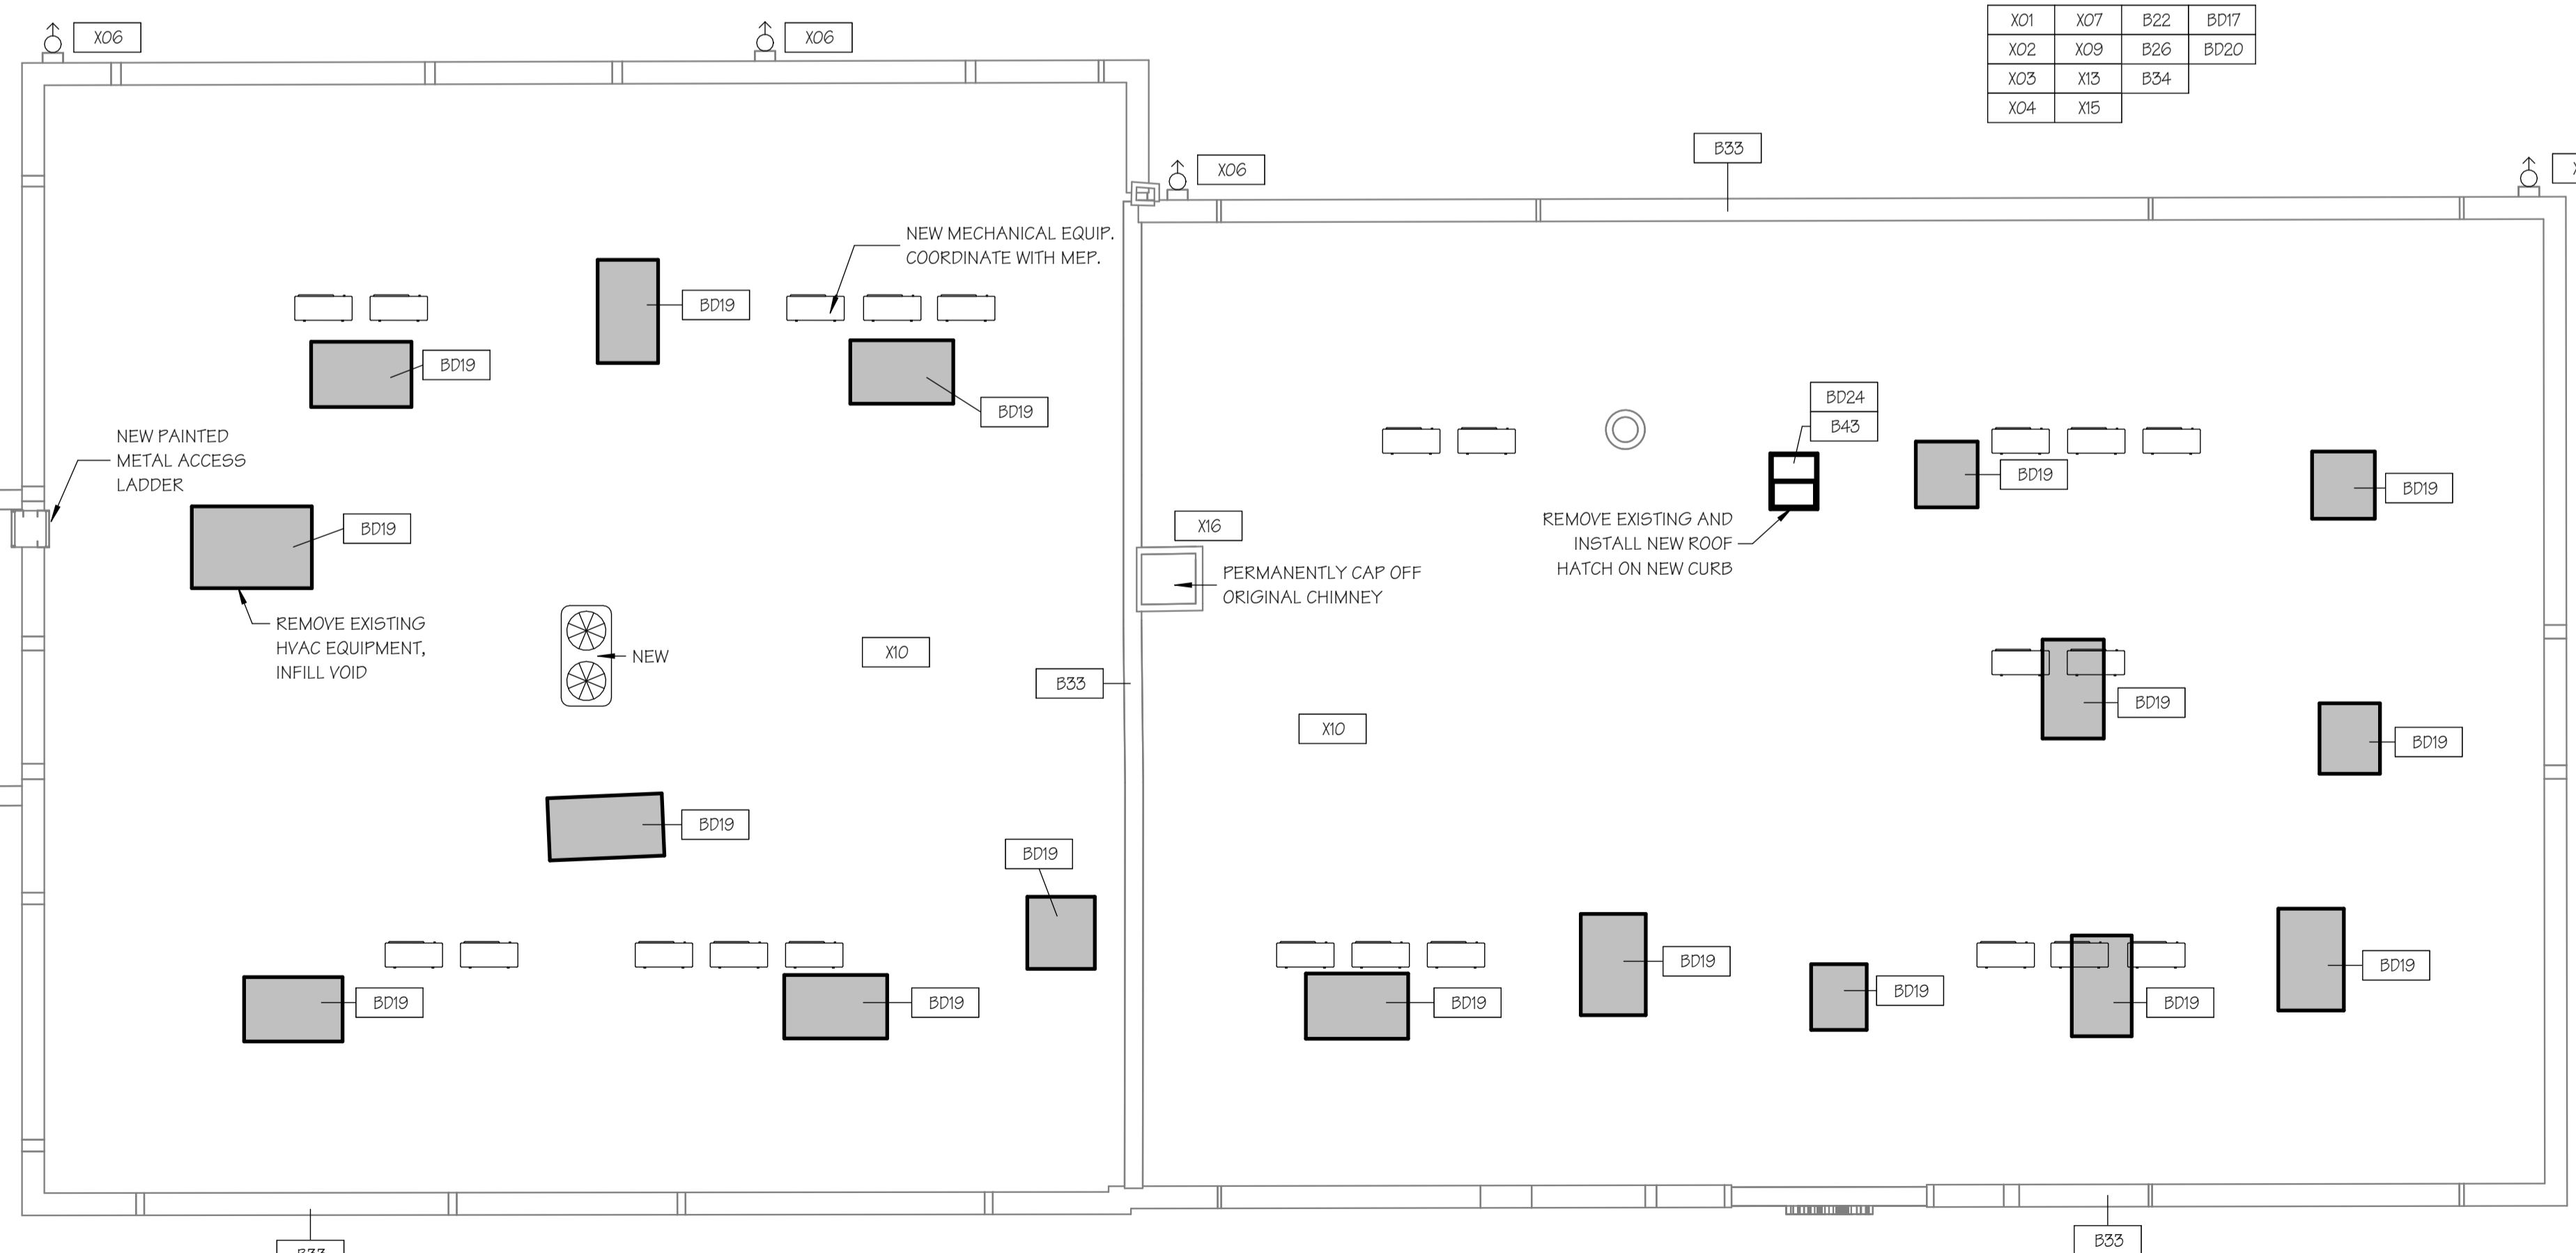 X01 X07 B22 BD17
X02 X09 B26 BD20
X03 X13 B34
X04 X15
X06
X06
B33
X06
NEW MECHANICAL EQUIP.
COORDINATE WITH MEP.
BD19
BD19
BD19
BD24
B43
NEW PAINTED
METAL ACCESS
LADDER
BD19
BD19
BD19
X16
REMOVE EXISTING AND
INSTALL NEW ROOF
HATCH ON NEW CURB
PERMANENTLY CAP OFF
ORIGINAL CHIMNEY
REMOVE EXISTING
HVAC EQUIPMENT,
INFILL VOID
NEW
X10
B33
X10
BD19
BD19
BD19
BD19
BD19
BD19
BD19
BD19
BD19
BD19
BD19
B33
B33